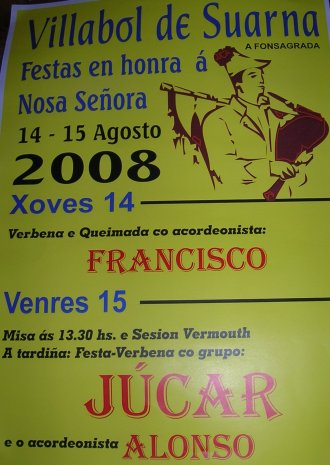 Villabol de Suarna
A FONSAGRADA
Festas en honra á
Nosa Señora
14 - 15 Agosto
2008
Xoves 14
Verbena e Queimada co acordeonista:
FRANCISCO
Venres 15
Misa ás 13.30 hs. e Sesion Vermouth
A tardiña: Festa-Verbena co grupo:
JÚCAR
e o acordeonista ALONSO